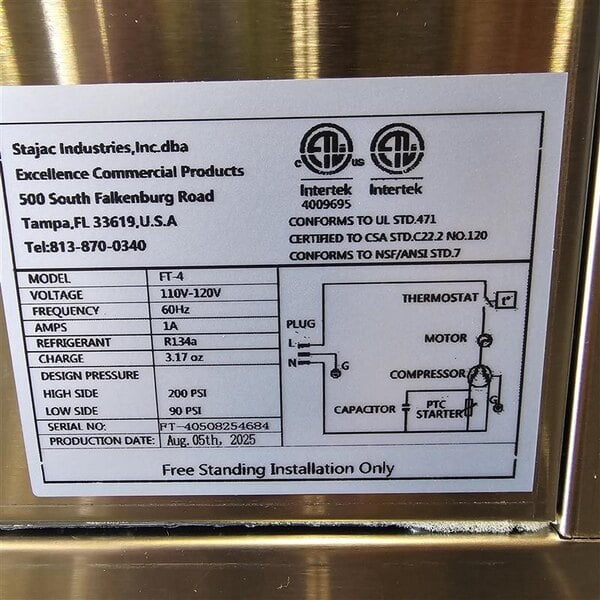 Stajac Industries,Inc.dba
Excellence Commercial Products
500 South Falkenburg Road
Tampa,FL 33619,U.S.A
Tel:813-870-0340
C ETL US ETL
Intertek Intertek
4009695
CONFORMS TO UL STD.471
CERTIFIED TO CSA STD.C22.2 NO.120
CONFORMS TO NSF/ANSI STD.7
MODEL FT-4
VOLTAGE 110V-120V
FREQUENCY 60Hz
AMPS 1A
REFRIGERANT R134a
CHARGE 3.17 oz
DESIGN PRESSURE
HIGH SIDE 200 PSI
LOW SIDE 90 PSI
SERIAL NO: FT-40508254684
PRODUCTION DATE: Aug.05th, 2025
THERMOSTAT t°
MOTOR
PLUG
L
N
G
COMPRESSOR
G
CAPACITOR
PTC
STARTER
Free Standing Installation Only